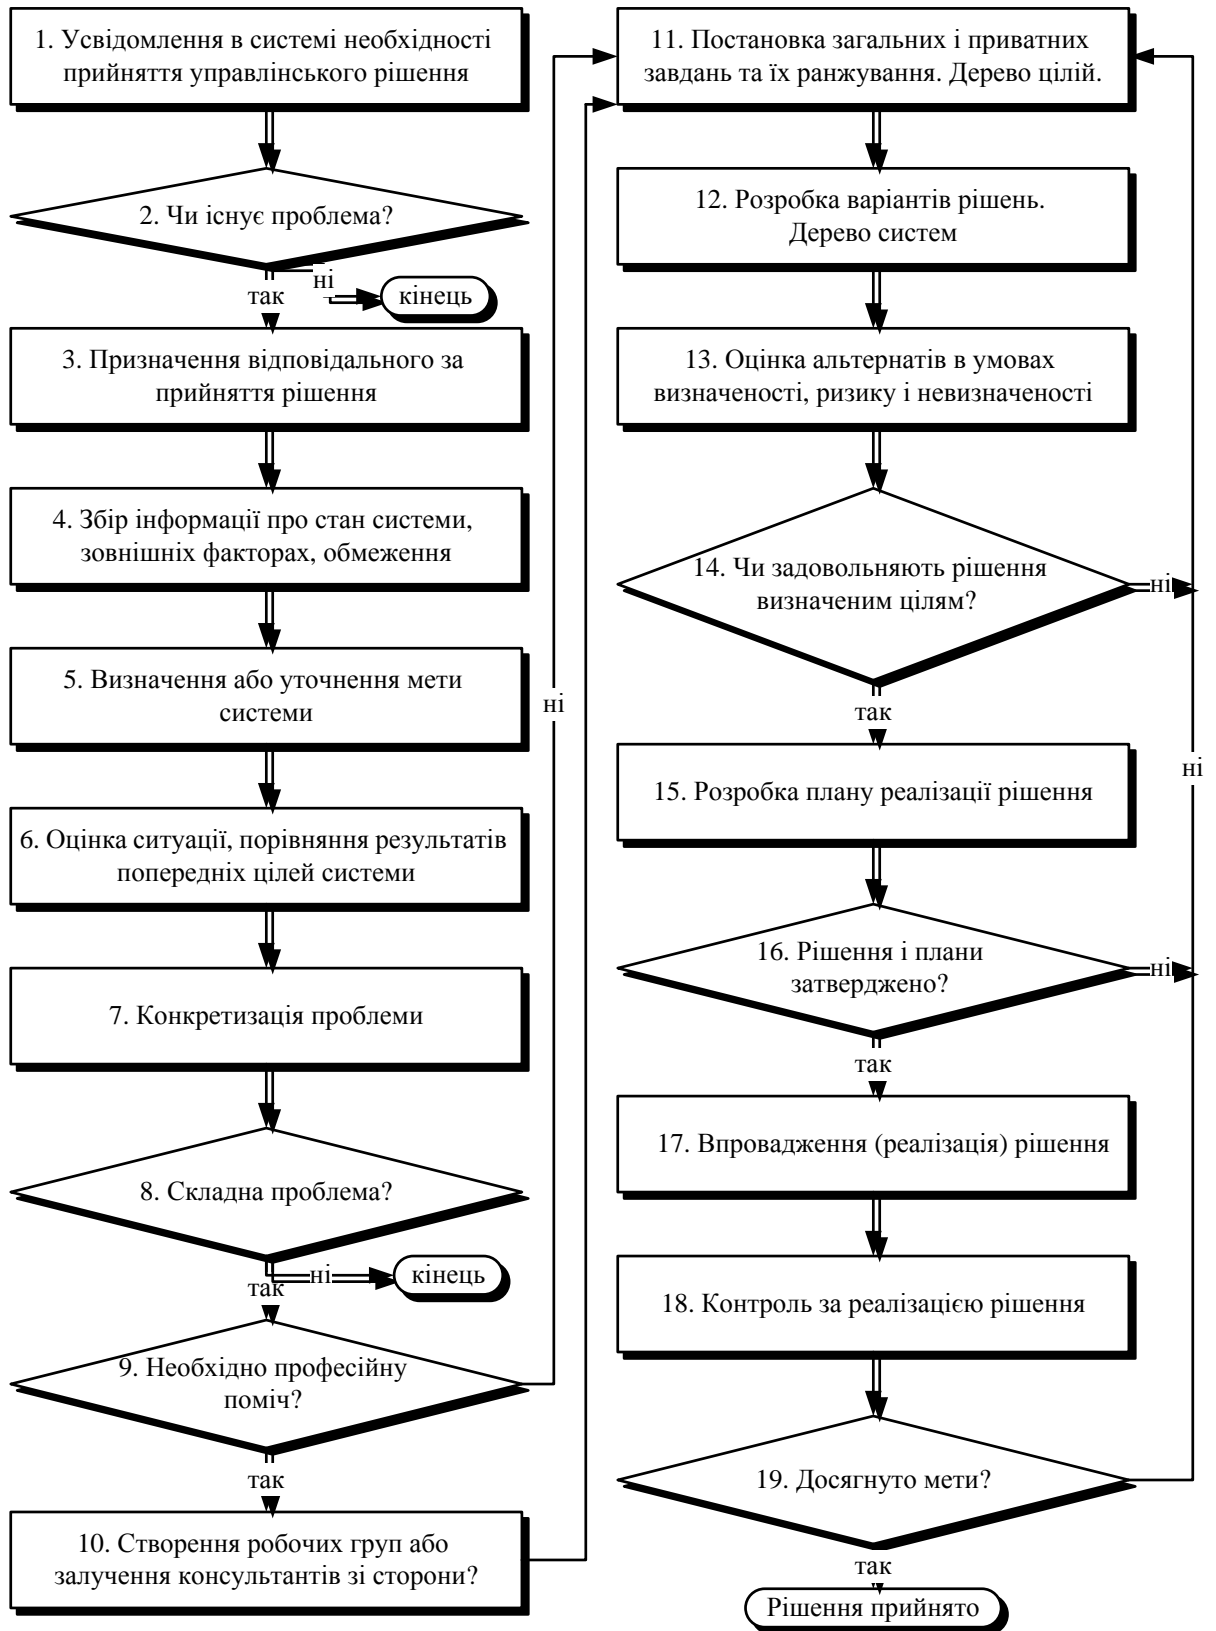 1. Усвідомлення в системі необхідності
прийняття управлінського рішення
2. Чи існує проблема?
ні
так
кінець
3. Призначення відповідального за
прийняття рішення
4. Збір інформації про стан системи,
зовнішніх факторах, обмеження
5. Визначення або уточнення мети
системи
6. Оцінка ситуації, порівняння результатів
попередніх цілей системи
7. Конкретизація проблеми
8. Складна проблема?
ні
так
кінець
9. Необхідно професійну
поміч?
ні
так
10. Створення робочих груп або
залучення консультантів зі сторони?
11. Постановка загальних і приватних
завдань та їх ранжування. Дерево цілій.
12. Розробка варіантів рішень.
Дерево систем
13. Оцінка альтернатів в умовах
визначеності, ризику і невизначеності
14. Чи задовольняють рішення
визначеним цілям?
ні
так
15. Розробка плану реалізації рішення
16. Рішення і плани
затверджено?
ні
так
17. Впровадження (реалізація) рішення
18. Контроль за реалізацією рішення
19. Досягнуто мети?
ні
так
Рішення прийнято